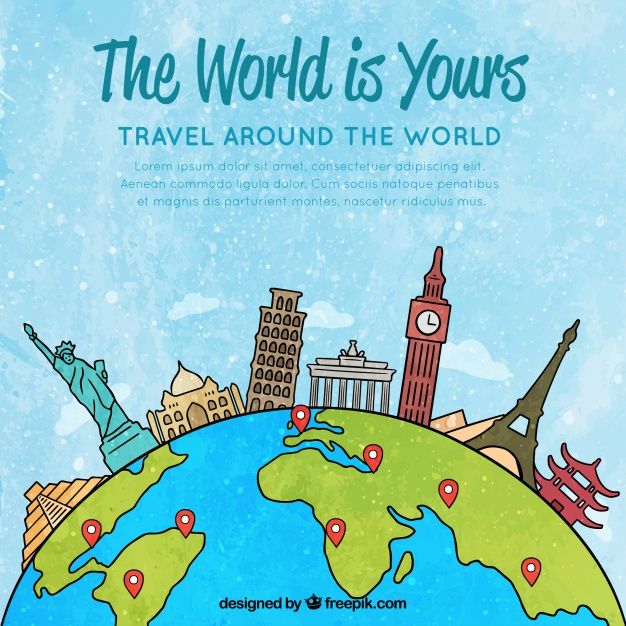 The World is Yours
TRAVEL AROUND THE WORLD
Lorem ipsum dolor sit amet, consectetuer adipiscing elit.
Aenean commodo ligula dolor. Cum sociis natoque penatibus
et magnis dis parturient montes, nascetur ridiculus mus.
designed by freepik.com